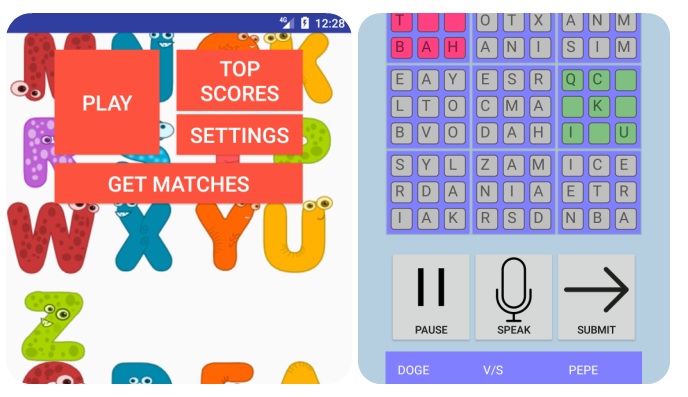 4G 12:28
PLAY
TOP
SCORES
SETTINGS
GET MATCHES
W X Y U
Z
T O T X A N M
B A H A N I S I M
E A Y E S R Q C
L T O C M A K
B V O D A H I U
S Y L Z A M I C E
R D A N I A E T R
I A K R S D N B A
PAUSE SPEAK SUBMIT
DOGE V/S PEPE